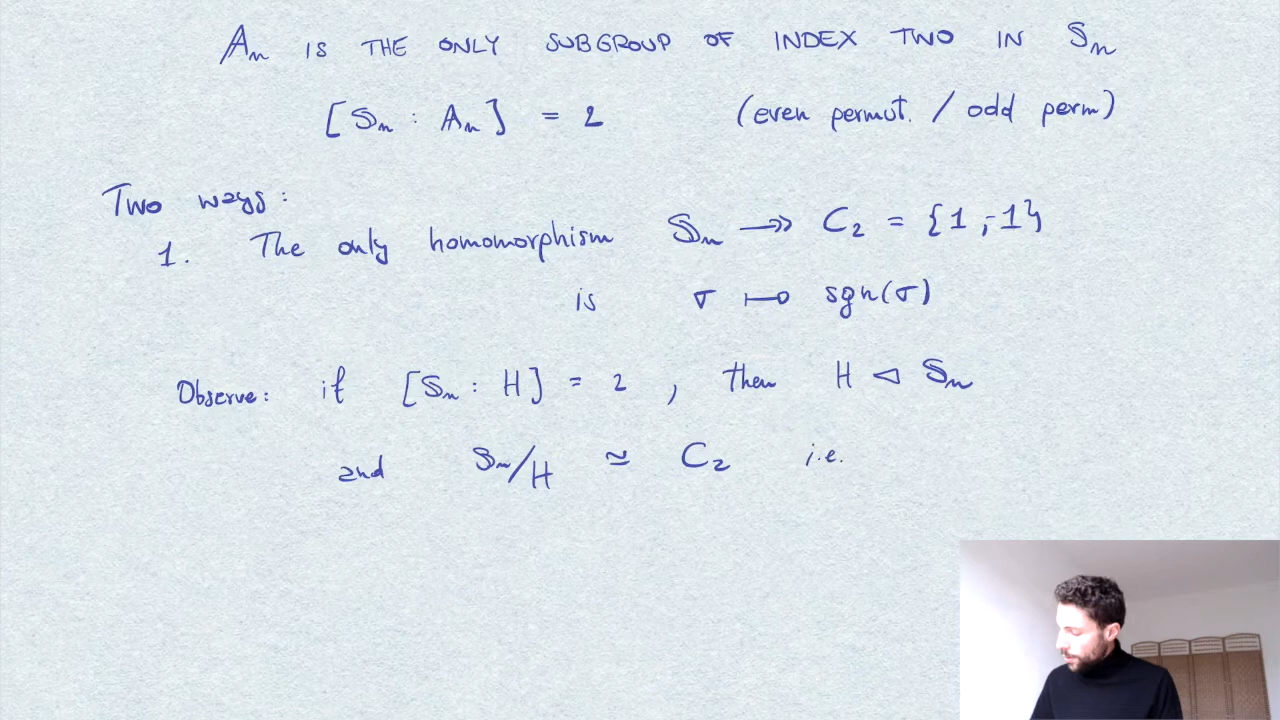 An IS THE ONLY SUBGROUP OF INDEX TWO IN 𝕊n
[𝕊n : An] = 2 (even permut. / odd perm)
Two ways:
1. The only homomorphism 𝕊n ↠ C2 = {1, -1}
is σ ↦ sgn(σ)
Observe: if [𝕊n : H] = 2, then H ◁ 𝕊n
and 𝕊n/H ≃ C2 i.e.